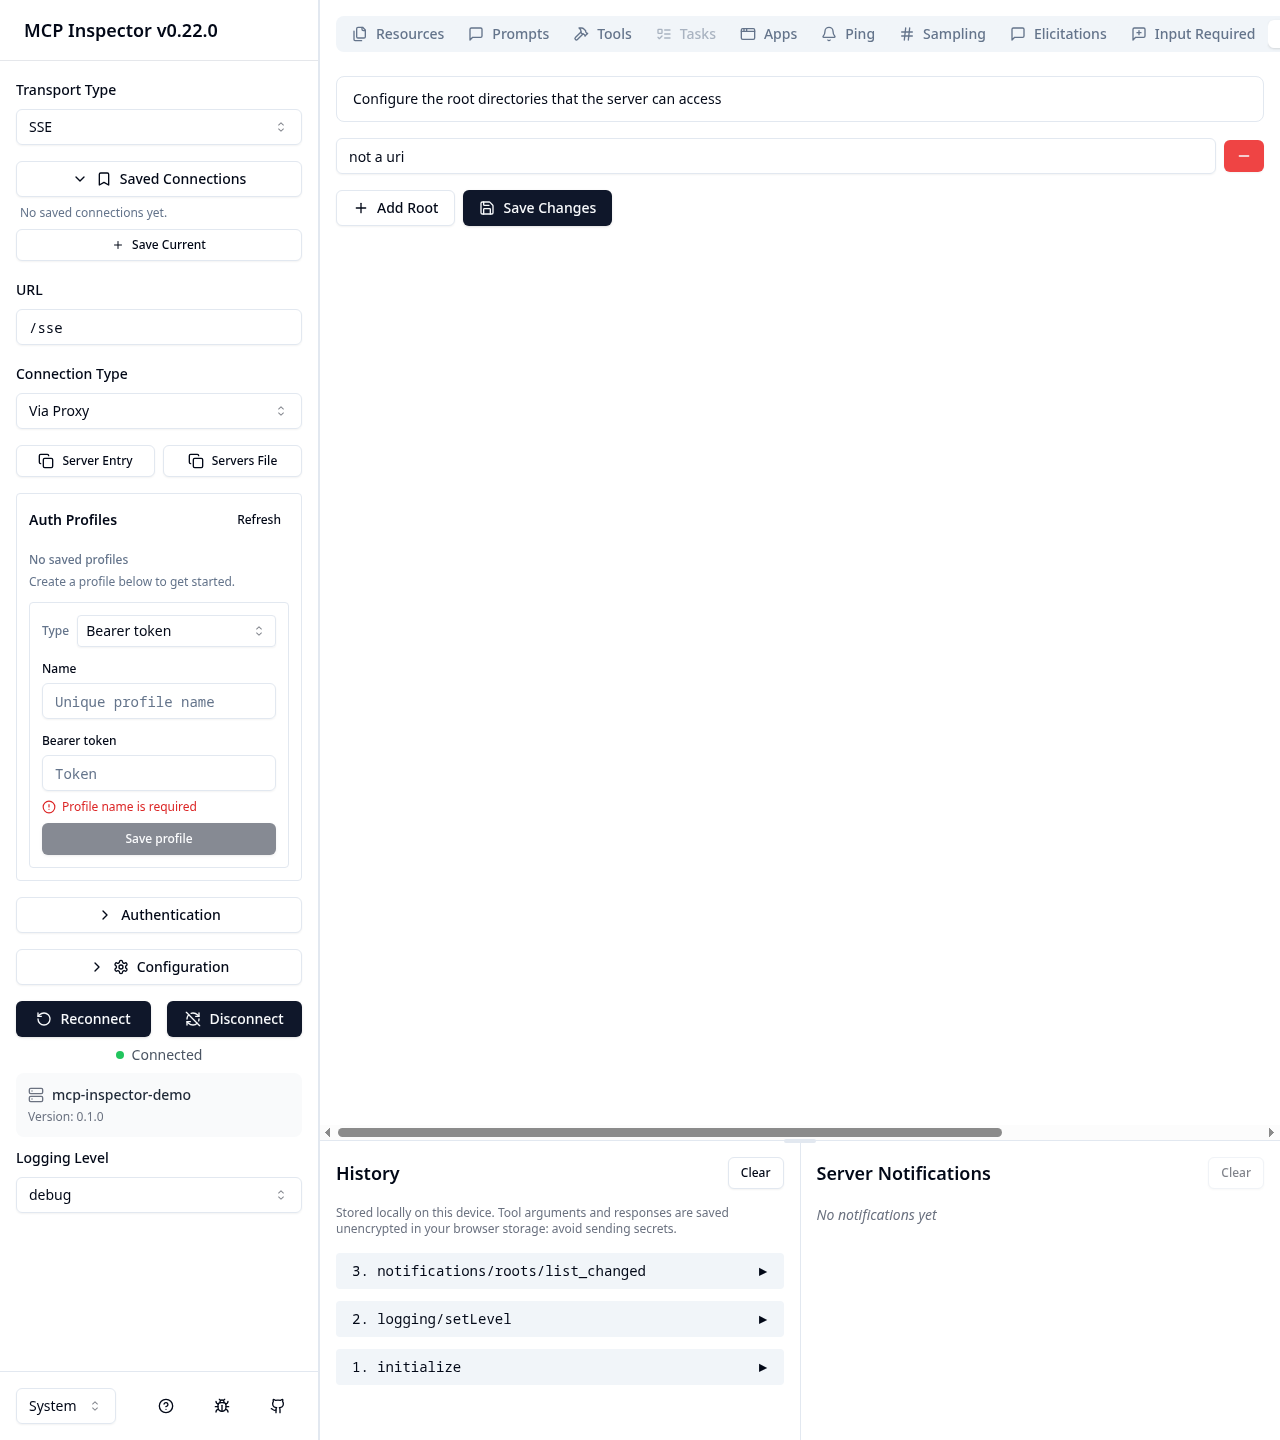 MCP Inspector v0.22.0
Transport Type
SSE
Saved Connections
No saved connections yet.
Save Current
URL
/sse
Connection Type
Via Proxy
Server Entry
Servers File
Auth Profiles
Refresh
No saved profiles
Create a profile below to get started.
Type
Bearer token
Name
Unique profile name
Bearer token
Token
Profile name is required
Save profile
Authentication
Configuration
Reconnect
Disconnect
Connected
mcp-inspector-demo
Version: 0.1.0
Logging Level
debug
System
Resources
Prompts
Tools
Tasks
Apps
Ping
Sampling
Elicitations
Input Required
Configure the root directories that the server can access
not a uri
Add Root
Save Changes
History
Clear
Stored locally on this device. Tool arguments and responses are saved
unencrypted in your browser storage: avoid sending secrets.
3. notifications/roots/list_changed
2. logging/setLevel
1. initialize
Server Notifications
Clear
No notifications yet